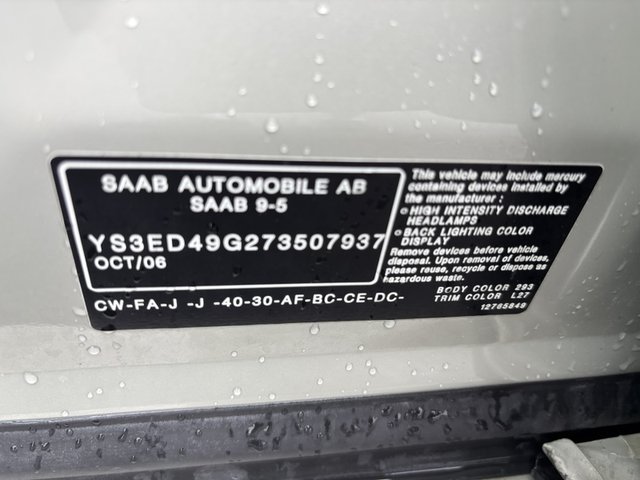 SAAB AUTOMOBILE AB
SAAB 9-5
YS3ED49G273507937
OCT/06
CW-FA-J -J -40-30-AF-BC-CE-DC-
This vehicle may include mercury
containing devices installed by
the manufacturer :
HIGH INTENSITY DISCHARGE
HEADLAMPS
BACK LIGHTING COLOR
DISPLAY
Remove devices before vehicle
disposal. Upon removal of devices,
please reuse, recycle or dispose as
hazardous waste.
BODY COLOR 293
TRIM COLOR L27
12765849